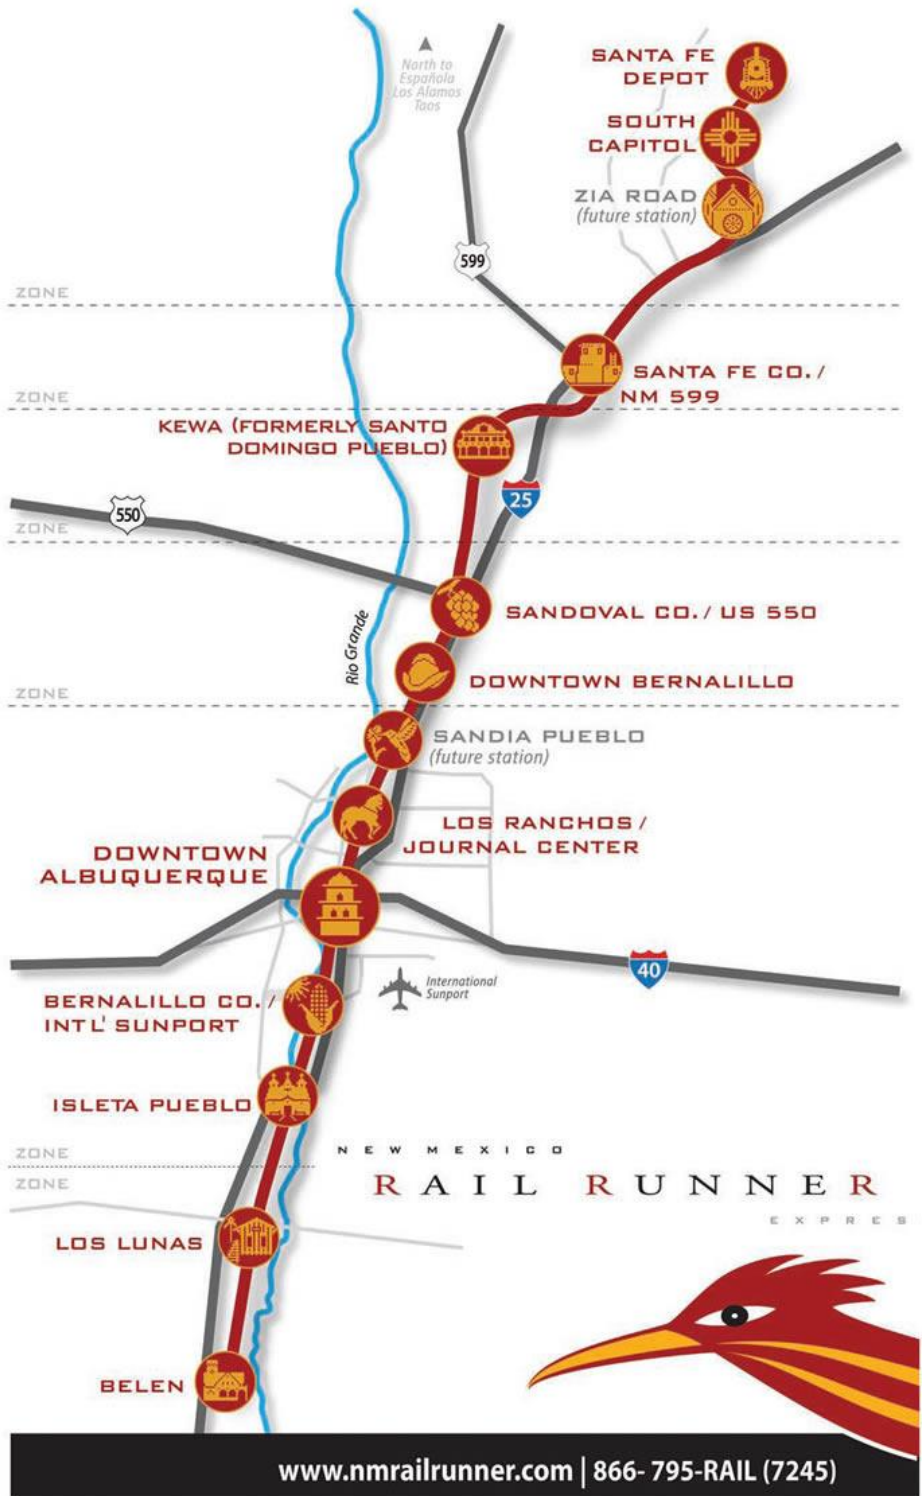 North to
Española
Los Alamos
Taos
SANTA FE
DEPOT
SOUTH
CAPITOL
ZIA ROAD
(future station)
599
ZONE
SANTA FE CO. /
NM 599
ZONE
KEWA (FORMERLY SANTO
DOMINGO PUEBLO)
25
550
ZONE
SANDOVAL CO. / US 550
Rio Grande
DOWNTOWN BERNALILLO
ZONE
SANDIA PUEBLO
(future station)
LOS RANCHOS /
JOURNAL CENTER
DOWNTOWN
ALBUQUERQUE
40
International
Sunport
BERNALILLO CO. /
INTL' SUNPORT
ISLETA PUEBLO
ZONE
ZONE
NEW MEXICO
RAIL RUNNER
EXPRES
LOS LUNAS
BELEN
www.nmrailrunner.com | 866- 795-RAIL (7245)